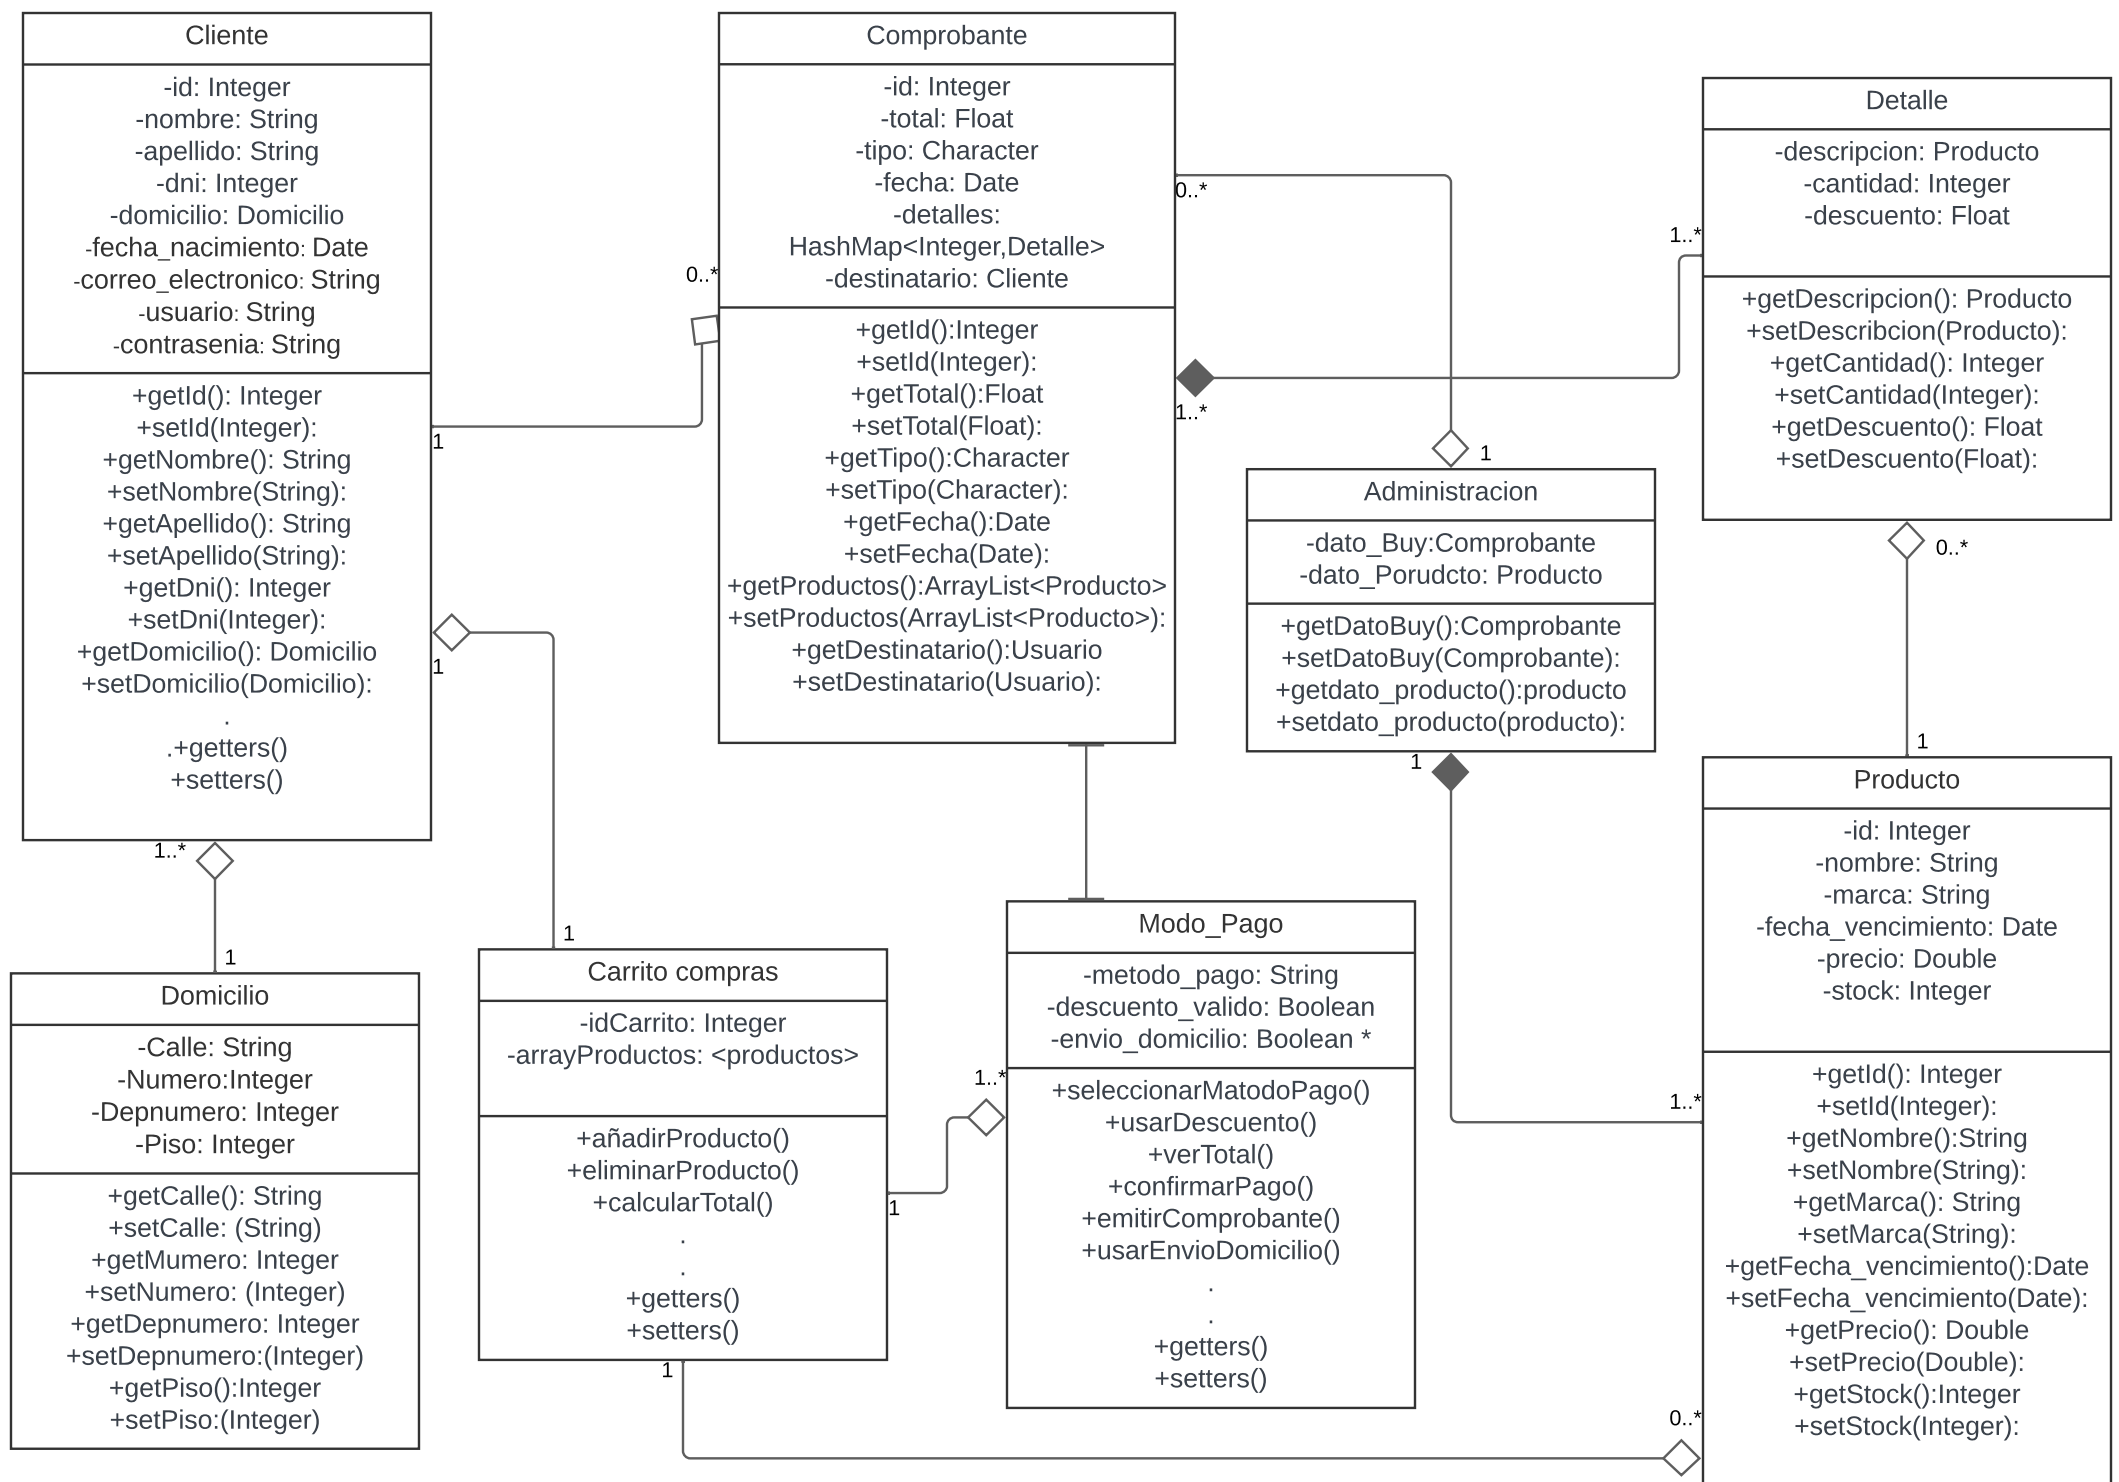 Cliente
-id: Integer
-nombre: String
-apellido: String
-dni: Integer
-domicilio: Domicilio
-fecha_nacimiento: Date
-correo_electronico: String
-usuario: String
-contrasenia: String
+getId(): Integer
+setId(Integer):
+getNombre(): String
+setNombre(String):
+getApellido(): String
+setApellido(String):
+getDni(): Integer
+setDni(Integer):
+getDomicilio(): Domicilio
+setDomicilio(Domicilio):
.
.+getters()
+setters()
1
1
1..*
1
Domicilio
-Calle: String
-Numero:Integer
-Depnumero: Integer
-Piso: Integer
+getCalle(): String
+setCalle: (String)
+getMumero: Integer
+setNumero: (Integer)
+getDepnumero: Integer
+setDepnumero:(Integer)
+getPiso():Integer
+setPiso:(Integer)
0..*
Comprobante
-id: Integer
-total: Float
-tipo: Character
-fecha: Date
-detalles:
HashMap<Integer,Detalle>
-destinatario: Cliente
+getId():Integer
+setId(Integer):
+getTotal():Float
+setTotal(Float):
+getTipo():Character
+setTipo(Character):
+getFecha():Date
+setFecha(Date):
+getProductos():ArrayList<Producto>
+setProductos(ArrayList<Producto>):
+getDestinatario():Usuario
+setDestinatario(Usuario):
0..*
1..*
1
Carrito compras
-idCarrito: Integer
-arrayProductos: <productos>
+añadirProducto()
+eliminarProducto()
+calcularTotal()
.
.
+getters()
+setters()
1
1
1..*
Modo_Pago
-metodo_pago: String
-descuento_valido: Boolean
-envio_domicilio: Boolean *
+seleccionarMatodoPago()
+usarDescuento()
+verTotal()
+confirmarPago()
+emitirComprobante()
+usarEnvioDomicilio()
.
.
+getters()
+setters()
1
Administracion
-dato_Buy:Comprobante
-dato_Porudcto: Producto
+getDatoBuy():Comprobante
+setDatoBuy(Comprobante):
+getdato_producto():producto
+setdato_producto(producto):
1
1..*
Detalle
-descripcion: Producto
-cantidad: Integer
-descuento: Float
+getDescripcion(): Producto
+setDescribcion(Producto):
+getCantidad(): Integer
+setCantidad(Integer):
+getDescuento(): Float
+setDescuento(Float):
0..*
1
Producto
-id: Integer
-nombre: String
-marca: String
-fecha_vencimiento: Date
-precio: Double
-stock: Integer
+getId(): Integer
+setId(Integer):
+getNombre():String
+setNombre(String):
+getMarca(): String
+setMarca(String):
+getFecha_vencimiento():Date
+setFecha_vencimiento(Date):
+getPrecio(): Double
+setPrecio(Double):
+getStock():Integer
+setStock(Integer):
1..*
0..*